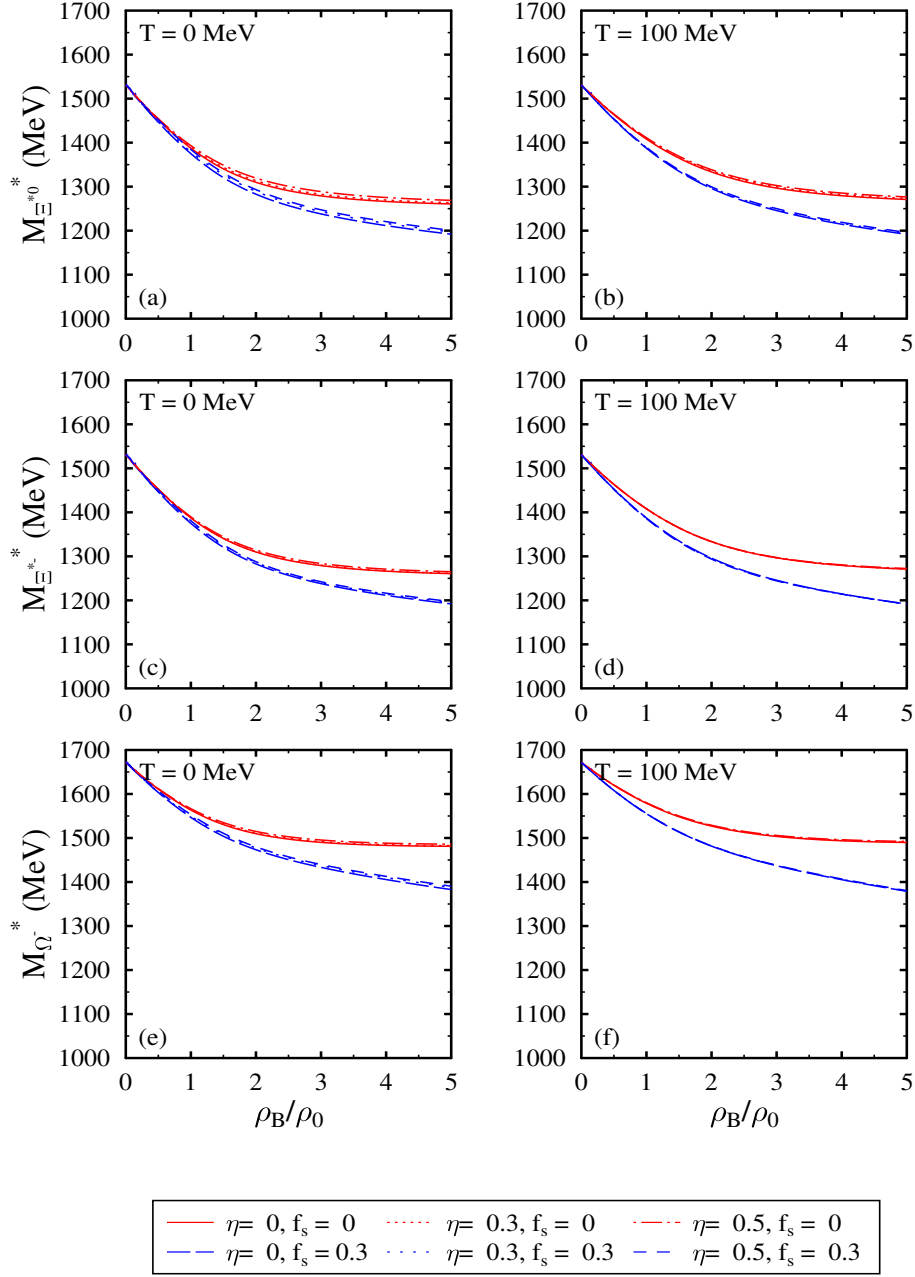 T = 0 MeV
T = 100 MeV
M_Ξ*0* (MeV)
1700
1600
1500
1400
1300
1200
1100
1000
(a)
(b)
0 1 2 3 4 5
1700
1600
1500
1400
1300
1200
1100
1000
0 1 2 3 4 5
T = 0 MeV
T = 100 MeV
M_Ξ*-* (MeV)
1700
1600
1500
1400
1300
1200
1100
1000
(c)
(d)
0 1 2 3 4 5
1700
1600
1500
1400
1300
1200
1100
1000
0 1 2 3 4 5
T = 0 MeV
T = 100 MeV
M_Ω-* (MeV)
1700
1600
1500
1400
1300
1200
1100
1000
(e)
(f)
0 1 2 3 4 5
1700
1600
1500
1400
1300
1200
1100
1000
0 1 2 3 4 5
ρB/ρ0
ρB/ρ0
η= 0, f_s = 0 η= 0.3, f_s = 0 η= 0.5, f_s = 0
η= 0, f_s = 0.3 η= 0.3, f_s = 0.3 η= 0.5, f_s = 0.3